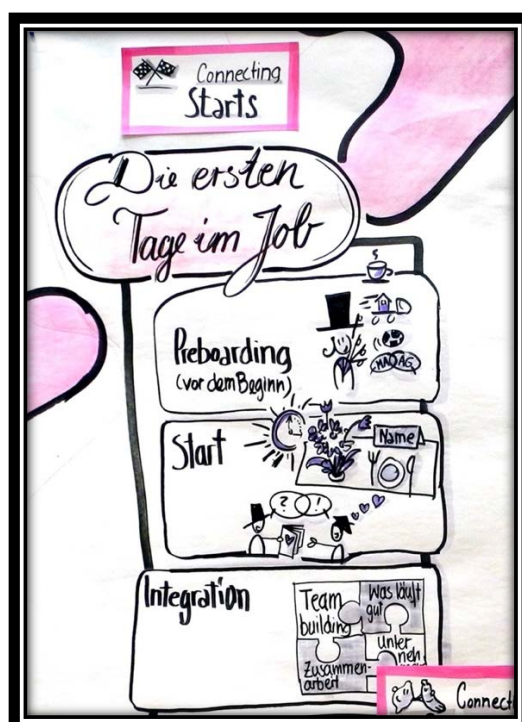 Connecting
Starts
Die ersten
Tage im Job
Preboarding
(vor dem Beginn)
Start
Name
?
!
Integration
Team
building
Was läuft
gut
Zusammen-
arbeit
unter
neh
Connect